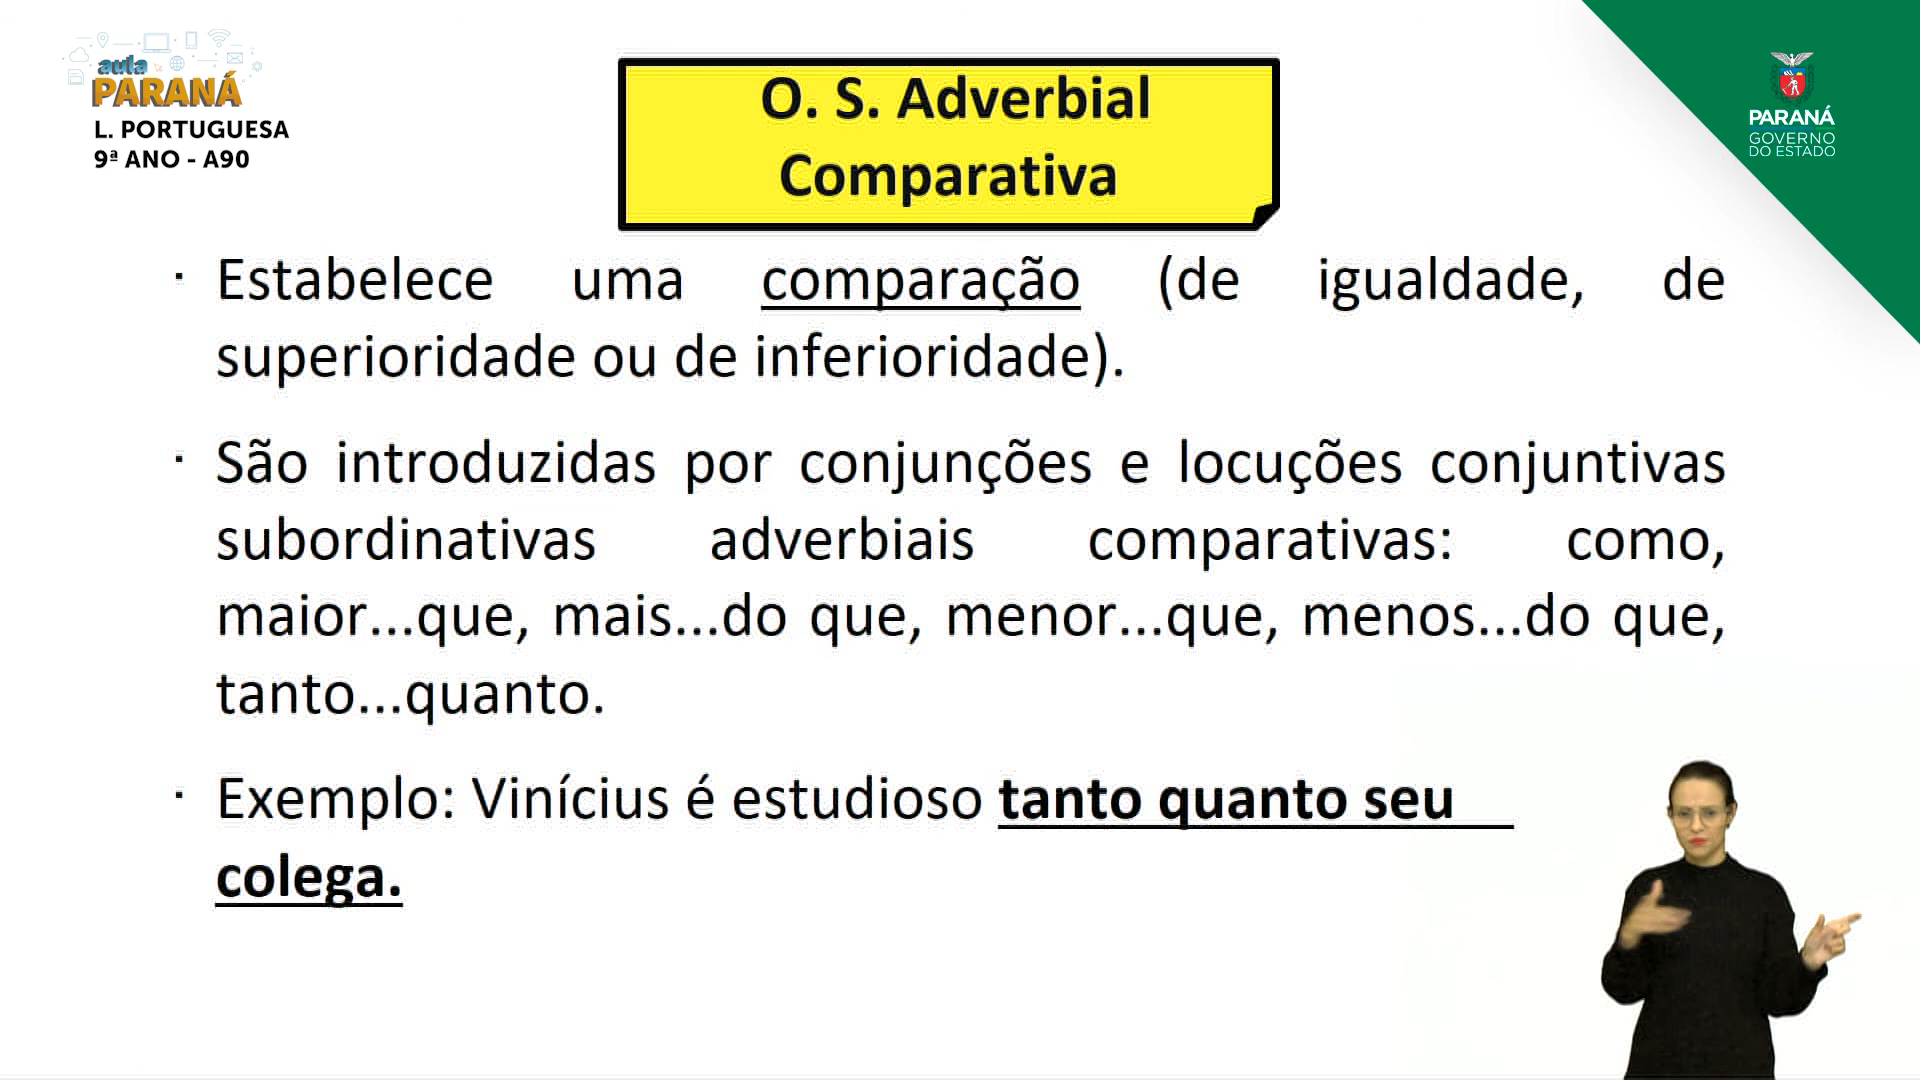 aula
PARANÁ
L. PORTUGUESA
9ª ANO - A90
O. S. Adverbial
Comparativa
PARANÁ
GOVERNO
DO ESTADO
· Estabelece uma comparação (de igualdade, de
superioridade ou de inferioridade).
· São introduzidas por conjunções e locuções conjuntivas
subordinativas adverbiais comparativas: como,
maior...que, mais...do que, menor...que, menos...do que,
tanto...quanto.
· Exemplo: Vinícius é estudioso tanto quanto seu
colega.